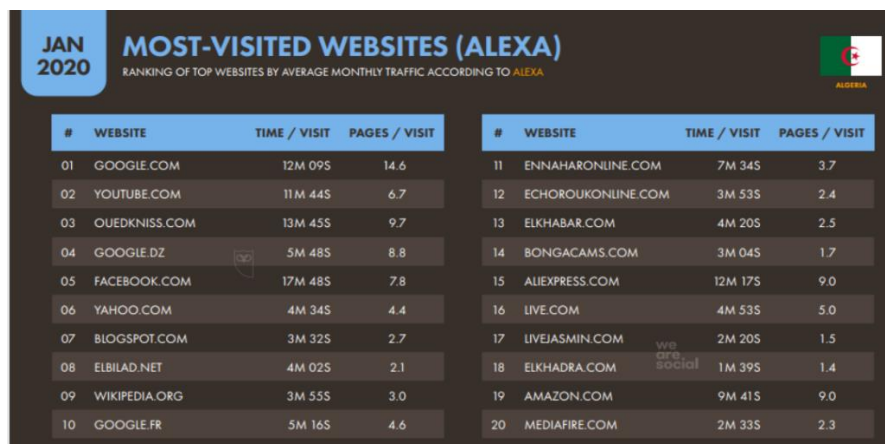 JAN
2020
MOST-VISITED WEBSITES (ALEXA)
RANKING OF TOP WEBSITES BY AVERAGE MONTHLY TRAFFIC ACCORDING TO ALEXA
ALGERIA
# WEBSITE TIME / VISIT PAGES / VISIT
01 GOOGLE.COM 12M 09S 14.6
02 YOUTUBE.COM 11M 44S 6.7
03 OUEDKNISS.COM 13M 45S 9.7
04 GOOGLE.DZ 5M 48S 8.8
05 FACEBOOK.COM 17M 48S 7.8
06 YAHOO.COM 4M 34S 4.4
07 BLOGSPOT.COM 3M 32S 2.7
08 ELBILAD.NET 4M 02S 2.1
09 WIKIPEDIA.ORG 3M 55S 3.0
10 GOOGLE.FR 5M 16S 4.6
# WEBSITE TIME / VISIT PAGES / VISIT
11 ENNAHARONLINE.COM 7M 34S 3.7
12 ECHOROUKONLINE.COM 3M 53S 2.4
13 ELKHABAR.COM 4M 20S 2.5
14 BONGACAMS.COM 3M 04S 1.7
15 ALIEXPRESS.COM 12M 17S 9.0
16 LIVE.COM 4M 53S 5.0
17 LIVEJASMIN.COM 2M 20S 1.5
18 ELKHADRA.COM 1M 39S 1.4
19 AMAZON.COM 9M 41S 9.0
20 MEDIAFIRE.COM 2M 33S 2.3
we
are
social